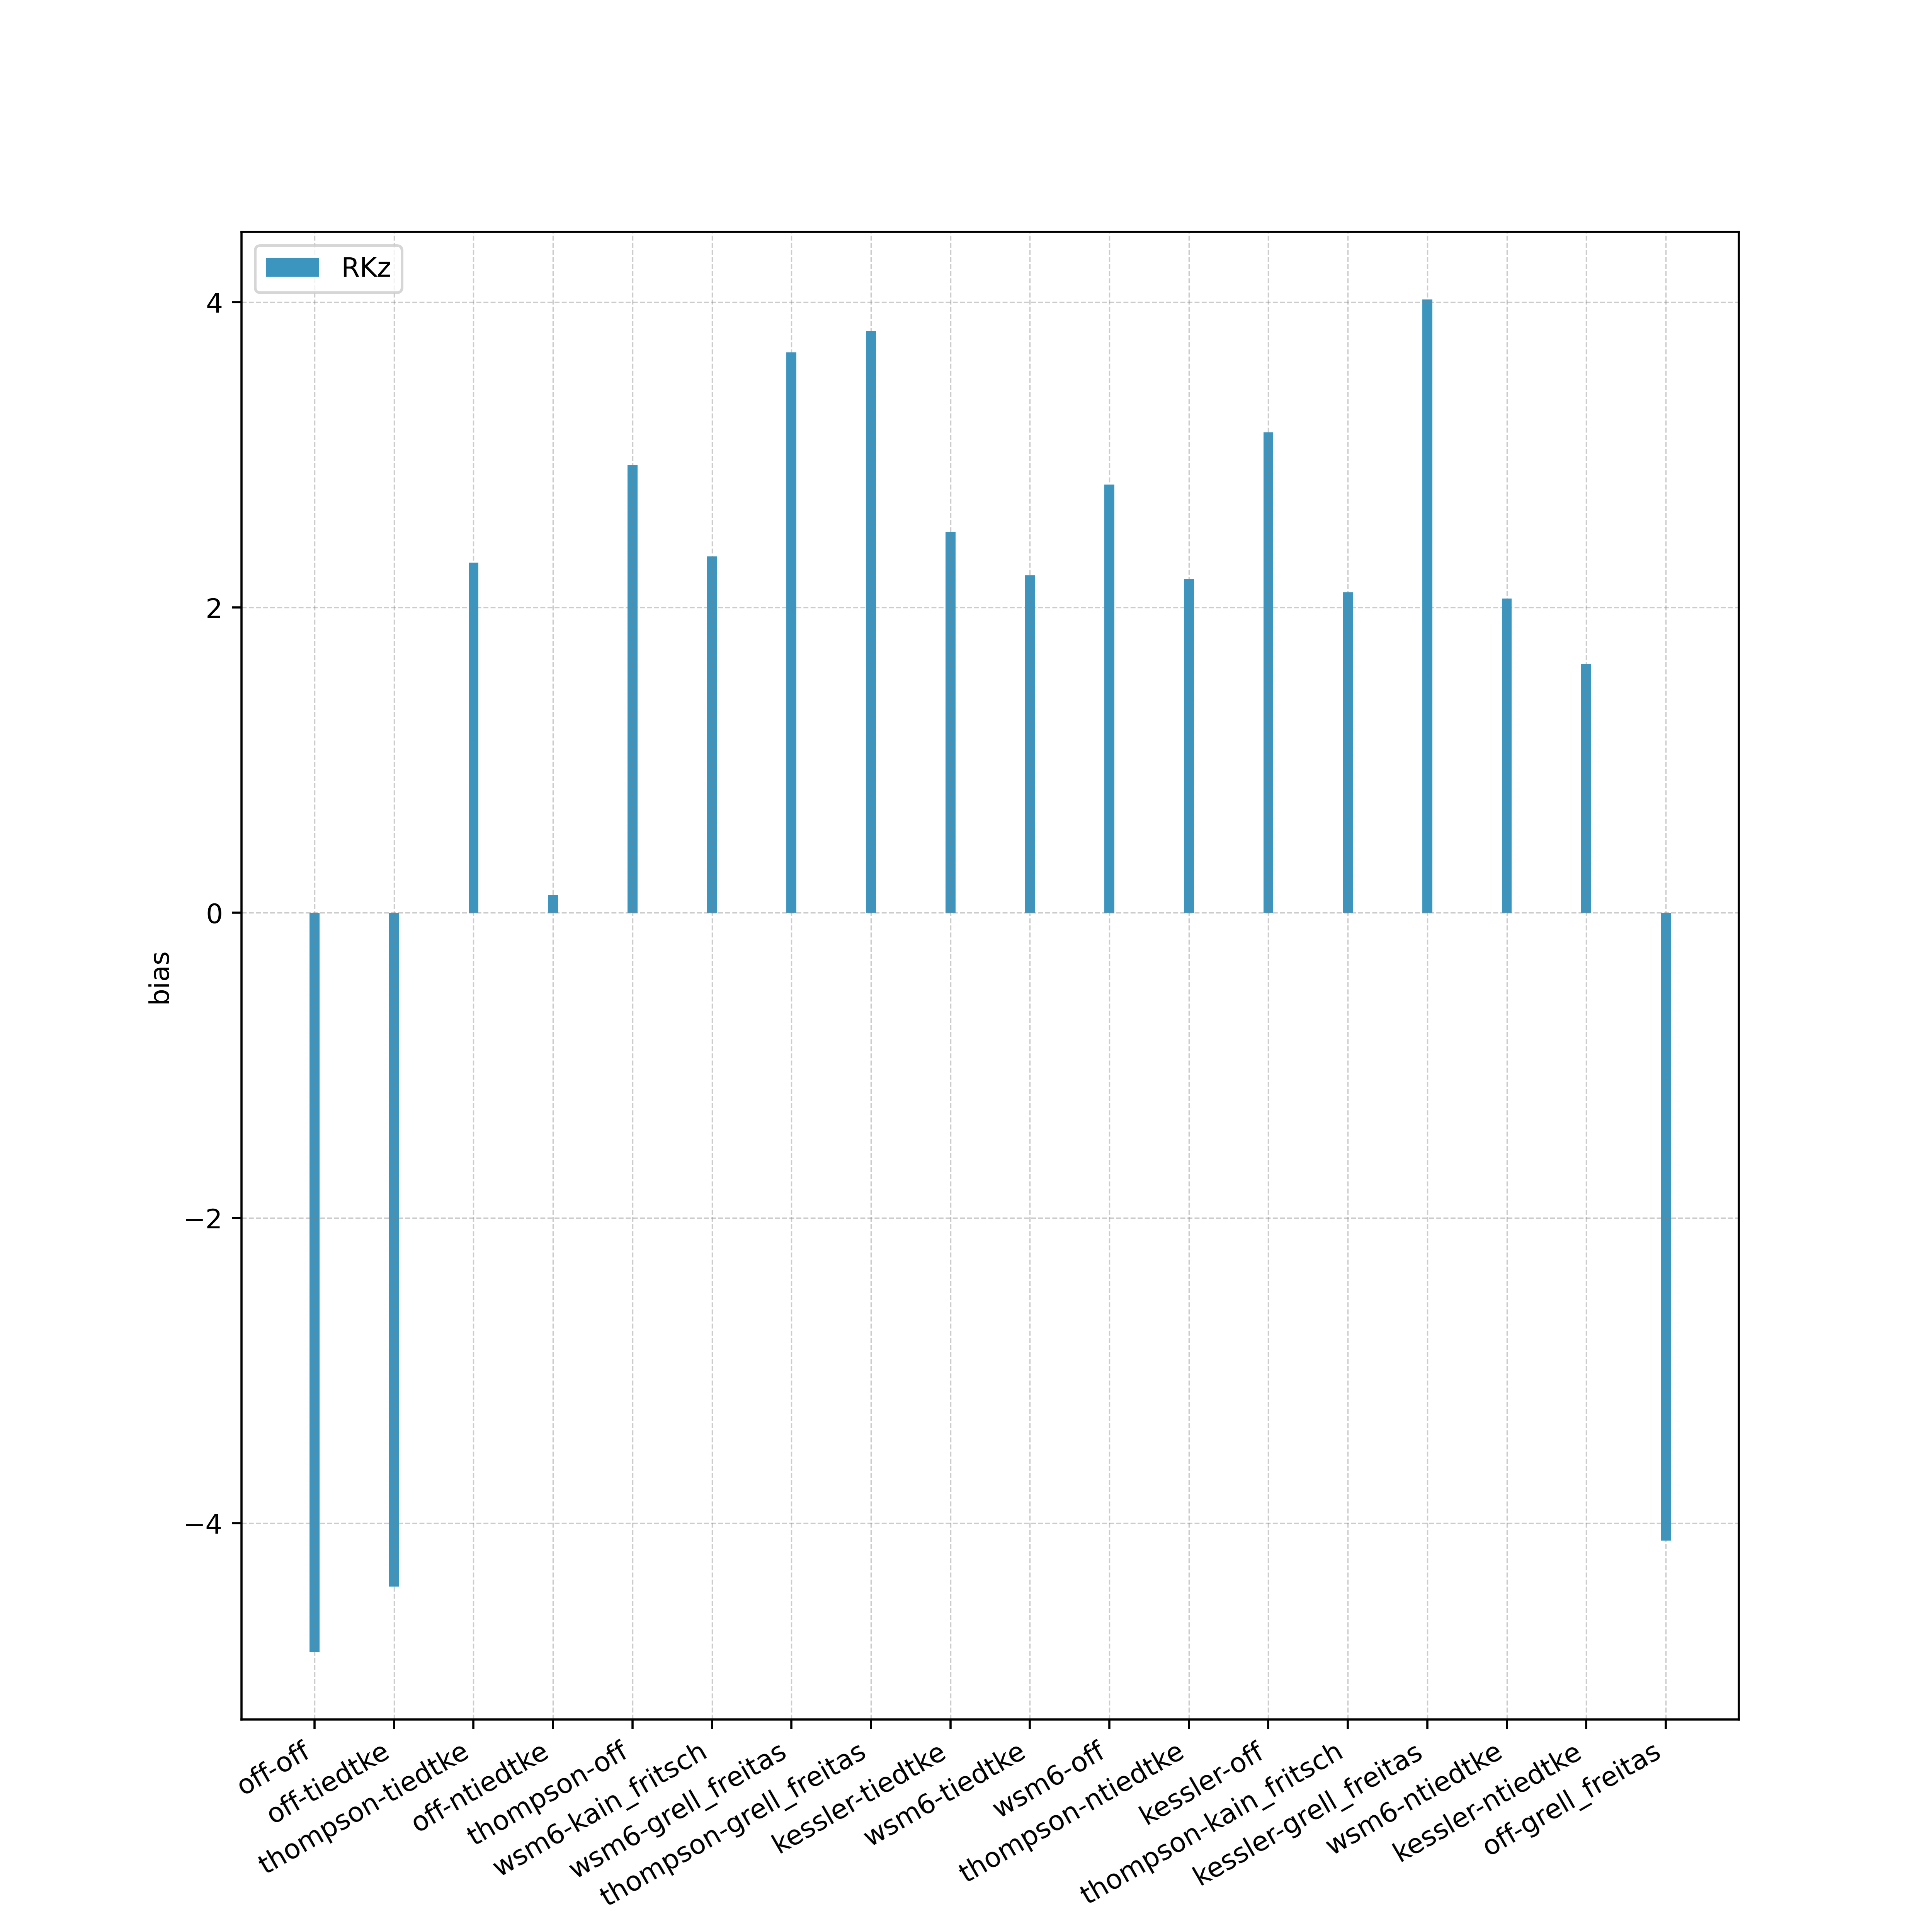 RKz
4
2
0
−2
−4
bias
off-off
off-tiedtke
thompson-tiedtke
off-ntiedtke
thompson-off
wsm6-kain_fritsch
wsm6-grell_freitas
thompson-grell_freitas
kessler-tiedtke
wsm6-tiedtke
wsm6-off
thompson-ntiedtke
kessler-off
thompson-kain_fritsch
kessler-grell_freitas
wsm6-ntiedtke
kessler-ntiedtke
off-grell_freitas